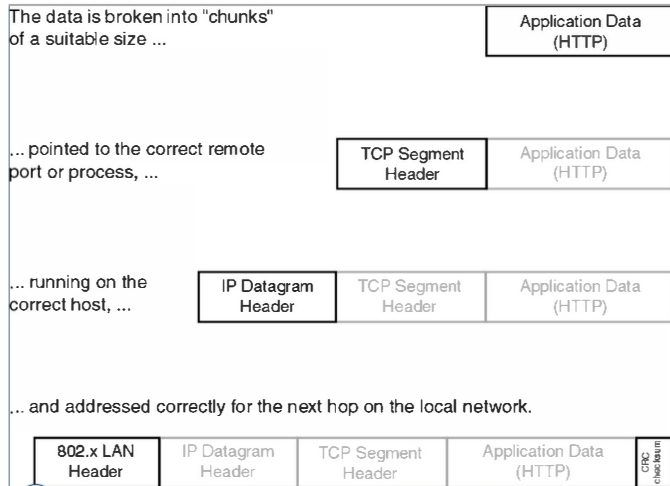 The data is broken into "chunks"
of a suitable size ...
Application Data
(HTTP)
... pointed to the correct remote
port or process, ...
TCP Segment
Header
Application Data
(HTTP)
... running on the
correct host, ...
IP Datagram
Header
TCP Segment
Header
Application Data
(HTTP)
... and addressed correctly for the next hop on the local network.
802.x LAN
Header
IP Datagram
Header
TCP Segment
Header
Application Data
(HTTP)
CRC
checksum